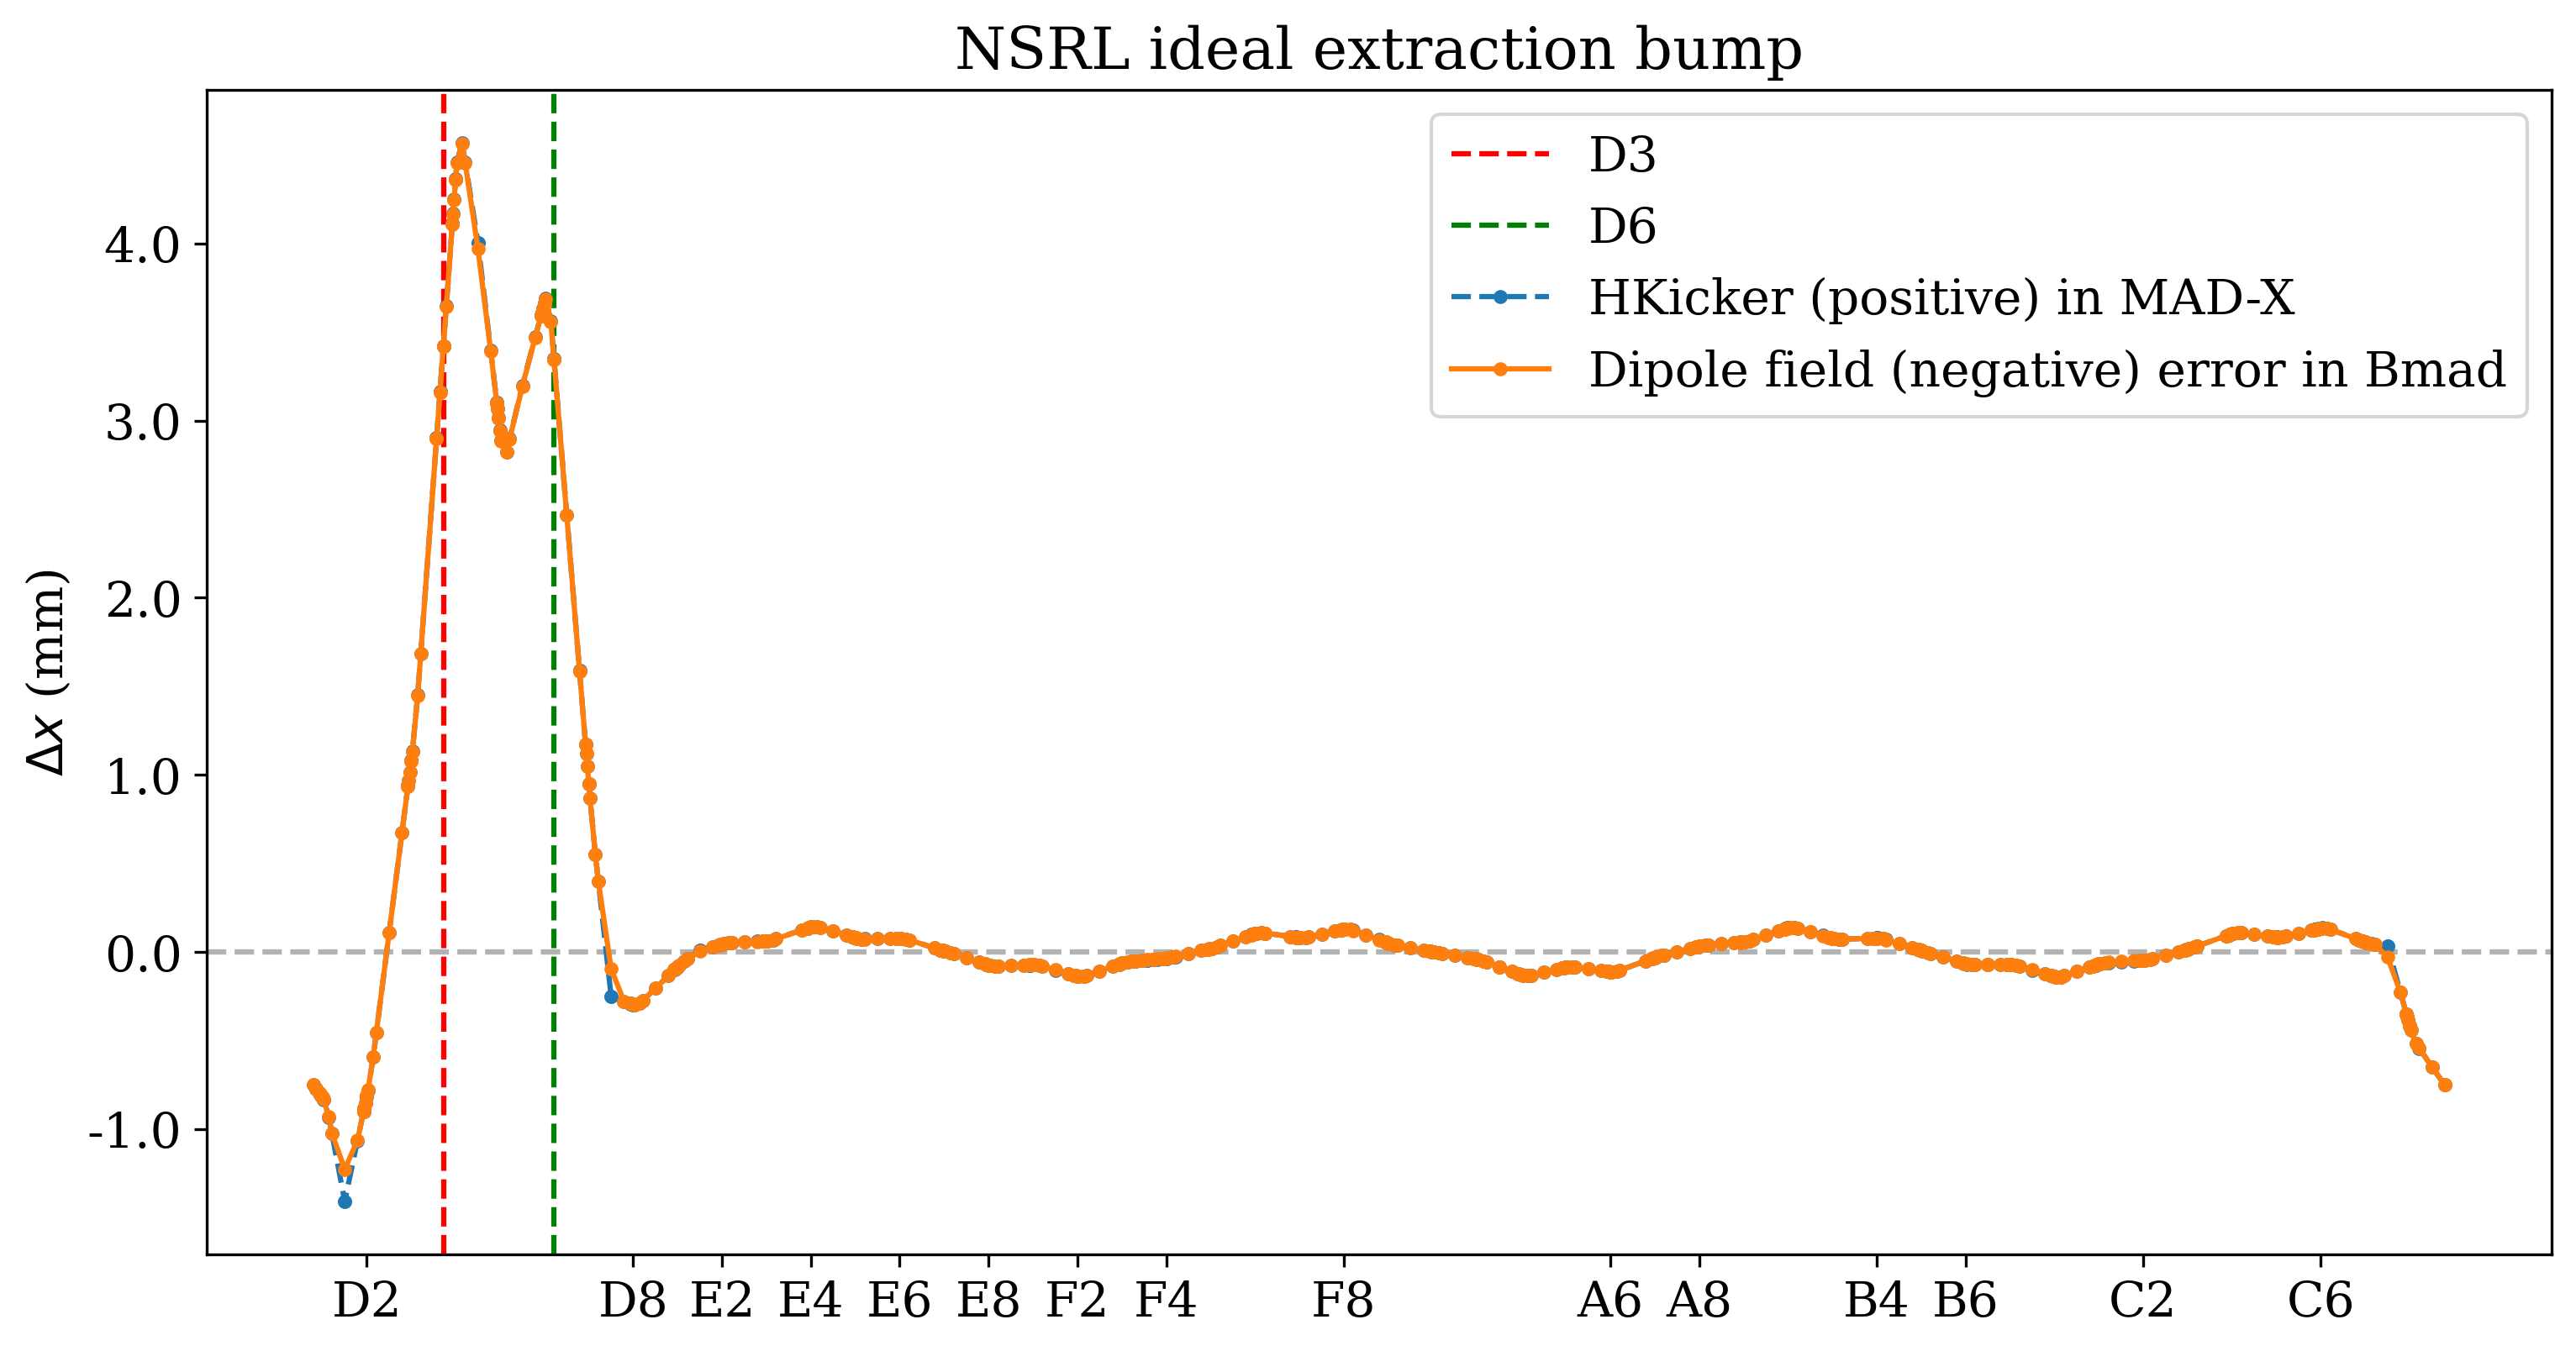 NSRL ideal extraction bump
D3
D6
HKicker (positive) in MAD-X
Dipole field (negative) error in Bmad
Δx (mm)
4.0
3.0
2.0
1.0
0.0
-1.0
D2 D8 E2 E4 E6 E8 F2 F4 F8 A6 A8 B4 B6 C2 C6